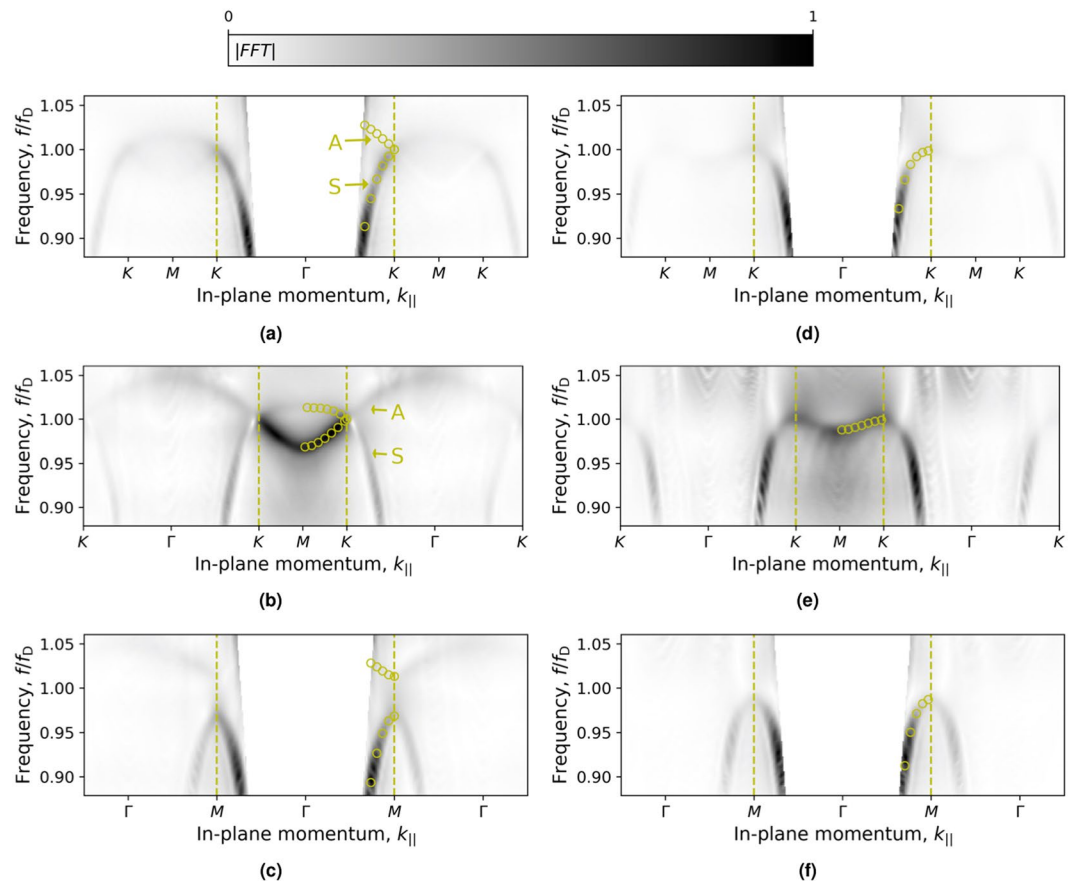 0 1
|FFT|
Frequency, f/f_D
1.05
1.00
0.95
0.90
A
S
K M K Γ K M K
In-plane momentum, k_||
(a)
Frequency, f/f_D
1.05
1.00
0.95
0.90
K M K Γ K M K
In-plane momentum, k_||
(d)
Frequency, f/f_D
1.05
1.00
0.95
0.90
A
S
K Γ K M K Γ K
In-plane momentum, k_||
(b)
Frequency, f/f_D
1.05
1.00
0.95
0.90
K Γ K M K Γ K
In-plane momentum, k_||
(e)
Frequency, f/f_D
1.05
1.00
0.95
0.90
Γ M Γ M Γ
In-plane momentum, k_||
(c)
Frequency, f/f_D
1.05
1.00
0.95
0.90
Γ M Γ M Γ
In-plane momentum, k_||
(f)